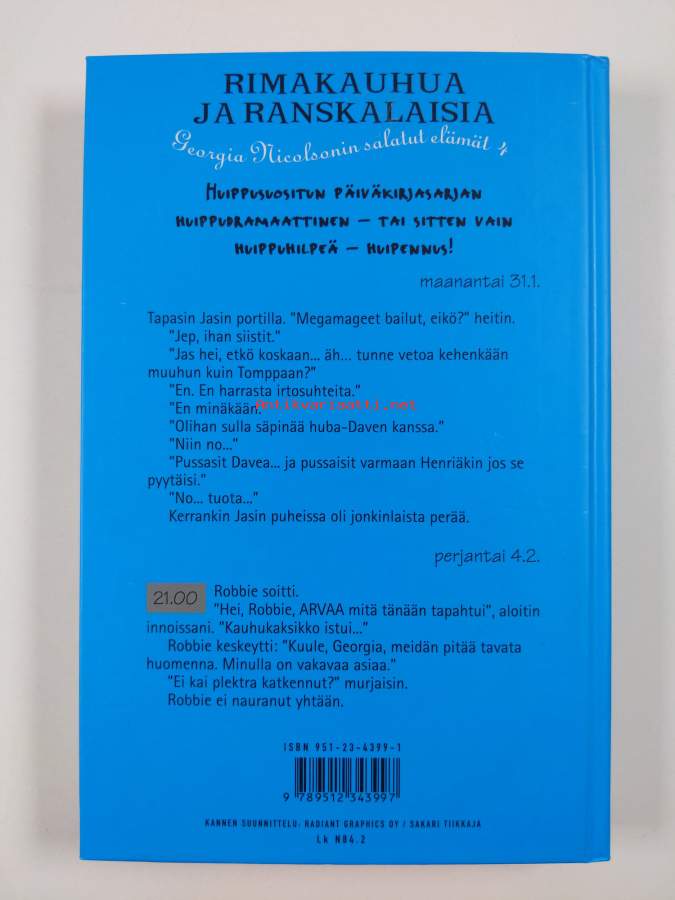 RIMAKAUHUA
JA RANSKALAISIA
Georgia Nicolsonin salatut elämät 4
HUIPPUSUOSITUN PÄIVÄKIRJASARJAN
HUIPPUDRAMAATTINEN – TAI SITTEN VAIN
HUIPPUHILPEÄ – HUIPENNUS!
maanantai 31.1.
Tapasin Jasin portilla. "Megamageet bailut, eikö?" heitin.
"Jep, ihan siistit."
"Jas hei, etkö koskaan... äh... tunne vetoa kehenkään
muuhun kuin Tomppaan?"
"En. En harrasta irtosuhteita."
"En minäkään."
Antikvariaatti.net
"Olihan sulla säpinää huba-Daven kanssa."
"Niin no..."
"Pussasit Davea... ja pussaisit varmaan Henriäkin jos se
pyytäisi."
"No... tuota..."
Kerrankin Jasin puheissa oli jonkinlaista perää.
perjantai 4.2.
21.00 Robbie soitti.
"Hei, Robbie, ARVAA mitä tänään tapahtui", aloitin
innoissani. "Kauhukaksikko istui..."
Robbie keskeytti: "Kuule, Georgia, meidän pitää tavata
huomenna. Minulla on vakavaa asiaa."
"Ei kai plektra katkennut?" murjaisin.
Robbie ei nauranut yhtään.
ISBN 951-23-4399-1
9 789512 343997
KANNEN SUUNNITTELU: RADIANT GRAPHICS OY / SAKARI TIIKKAJA
Lk N84.2